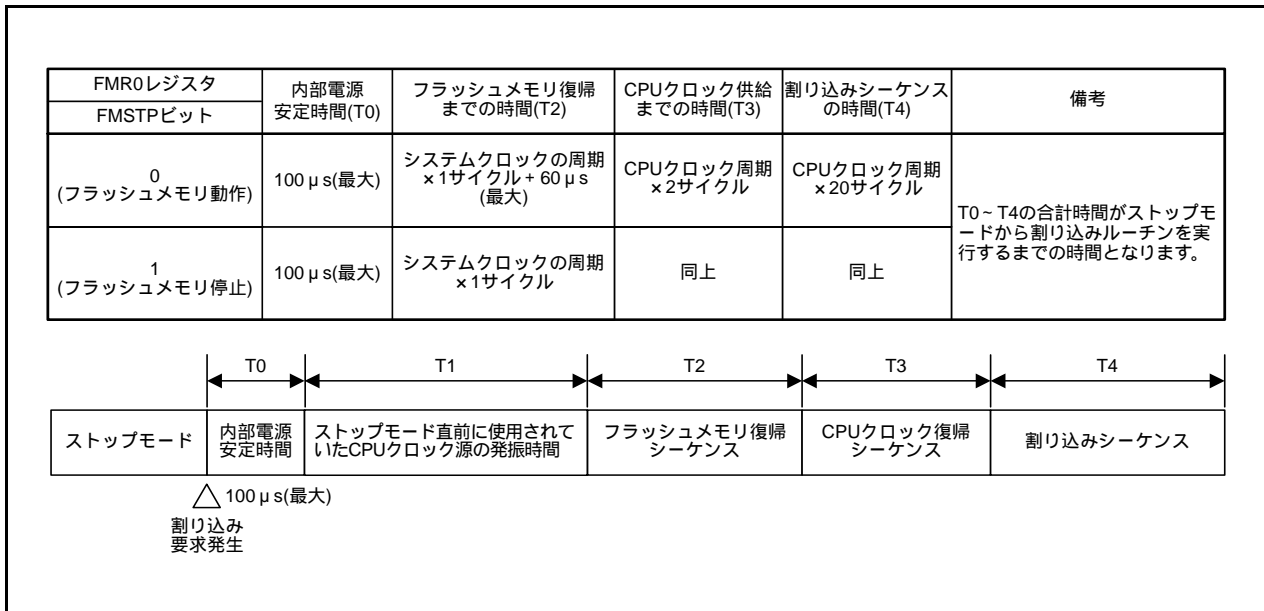 FMR0レジスタ
FMSTPビット
内部電源
安定時間(T0)
フラッシュメモリ復帰
までの時間(T2)
CPUクロック供給
までの時間(T3)
割り込みシーケンス
の時間(T4)
備考
0
(フラッシュメモリ動作)
100μs(最大)
システムクロックの周期
×1サイクル+60μs
(最大)
CPUクロック周期
×2サイクル
CPUクロック周期
×20サイクル
T0~T4の合計時間がストップモ
ードから割り込みルーチンを実
行するまでの時間となります。
1
(フラッシュメモリ停止)
100μs(最大)
システムクロックの周期
×1サイクル
同上
同上
T0
T1
T2
T3
T4
ストップモード
内部電源
安定時間
ストップモード直前に使用されて
いたCPUクロック源の発振時間
フラッシュメモリ復帰
シーケンス
CPUクロック復帰
シーケンス
割り込みシーケンス
100μs(最大)
割り込み
要求発生